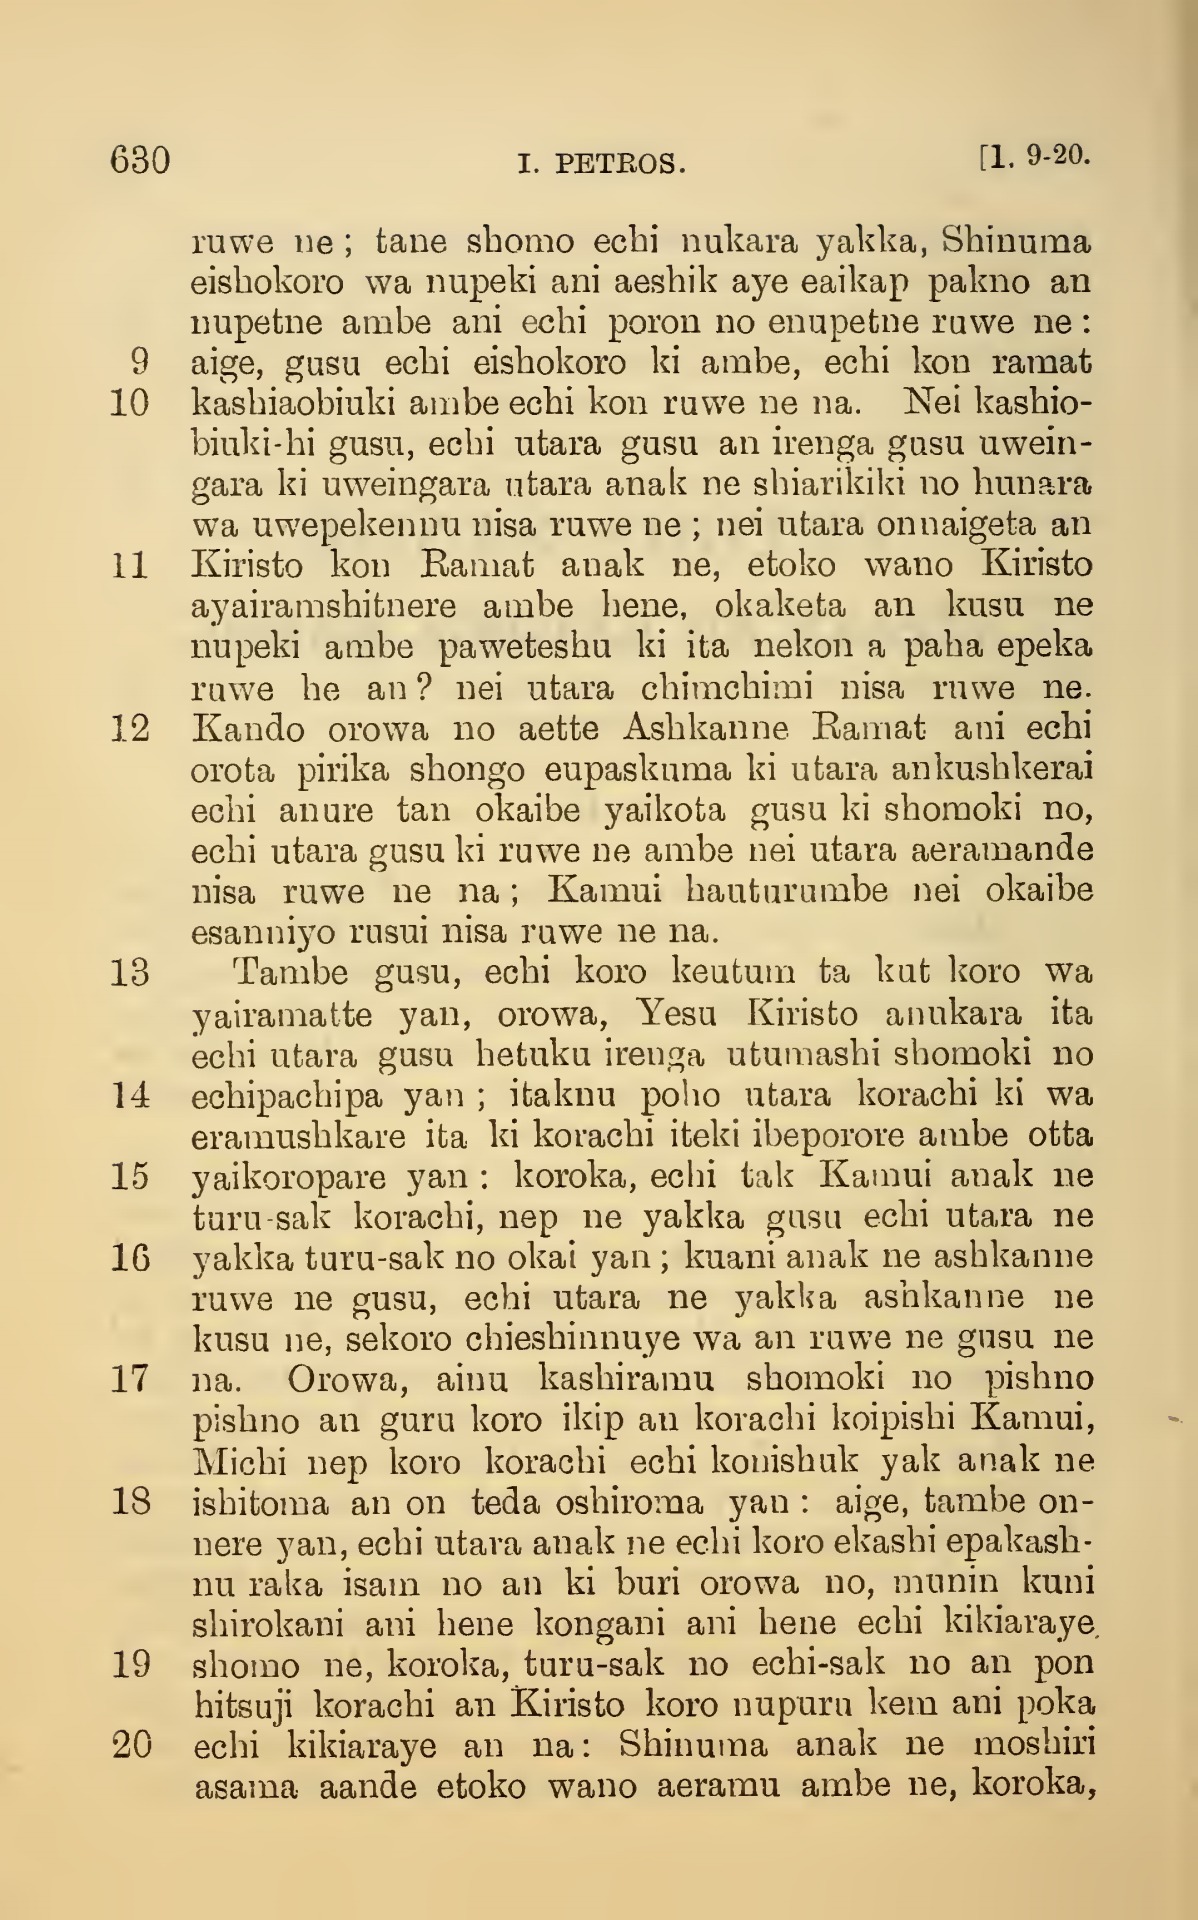 630 I. PETROS. [1. 9-20.
ruwe ne ; tane shomo echi nukara yakka, Shinuma
eishokoro wa nupeki ani aeshik aye eaikap pakno an
nupetne ambe ani echi poron no enupetne ruwe ne :
9 aige, gusu echi eishokoro ki ambe, echi kon ramat
10 kashiaobiuki ambe echi kon ruwe ne na. Nei kashio-
biuki-hi gusu, echi utara gusu an irenga gusu uwein-
gara ki uweingara utara anak ne shiarikiki no hunara
wa uwepekennu nisa ruwe ne ; nei utara onnaigeta an
11 Kiristo kon Ramat anak ne, etoko wano Kiristo
ayairamshitnere ambe hene, okaketa an kusu ne
nupeki ambe paweteshu ki ita nekon a paha epeka
ruwe he an? nei utara chimchimi nisa ruwe ne.
12 Kando orowa no aette Ashkanne Ramat ani echi
orota pirika shongo eupaskuma ki utara ankushkerai
echi anure tan okaibe yaikota gusu ki shomoki no,
echi utara gusu ki ruwe ne ambe nei utara aeramande
nisa ruwe ne na ; Kamui hauturumbe nei okaibe
esanniyo rusui nisa ruwe ne na.
13 Tambe gusu, echi koro keutum ta kut koro wa
yairamatte yan, orowa, Yesu Kiristo anukara ita
echi utara gusu hetuku irenga utumashi shomoki no
14 echipachipa yan ; itaknu poho utara korachi ki wa
eramushkare ita ki korachi iteki ibeporore ambe otta
15 yaikoropare yan : koroka, echi tak Kamui anak ne
turu-sak korachi, nep ne yakka gusu echi utara ne
16 yakka turu-sak no okai yan ; kuani anak ne ashkanne
ruwe ne gusu, echi utara ne yakka ashkanne ne
kusu ne, sekoro chieshinnuye wa an ruwe ne gusu ne
17 na. Orowa, ainu kashiramu shomoki no pishno
pishno an guru koro ikip an korachi koipishi Kamui,
Michi nep koro korachi echi konishuk yak anak ne
18 ishitoma an on teda oshiroma yan : aige, tambe on-
nere yan, echi utara anak ne echi koro ekashi epakash-
nu raka isam no an ki buri orowa no, munin kuni
shirokani ani hene kongani ani hene echi kikiaraye
19 shomo ne, koroka, turu-sak no echi-sak no an pon
hitsuji korachi an Kiristo koro nupuru kem ani poka
20 echi kikiaraye an na : Shinuma anak ne moshiri
asama aande etoko wano aeramu ambe ne, koroka,